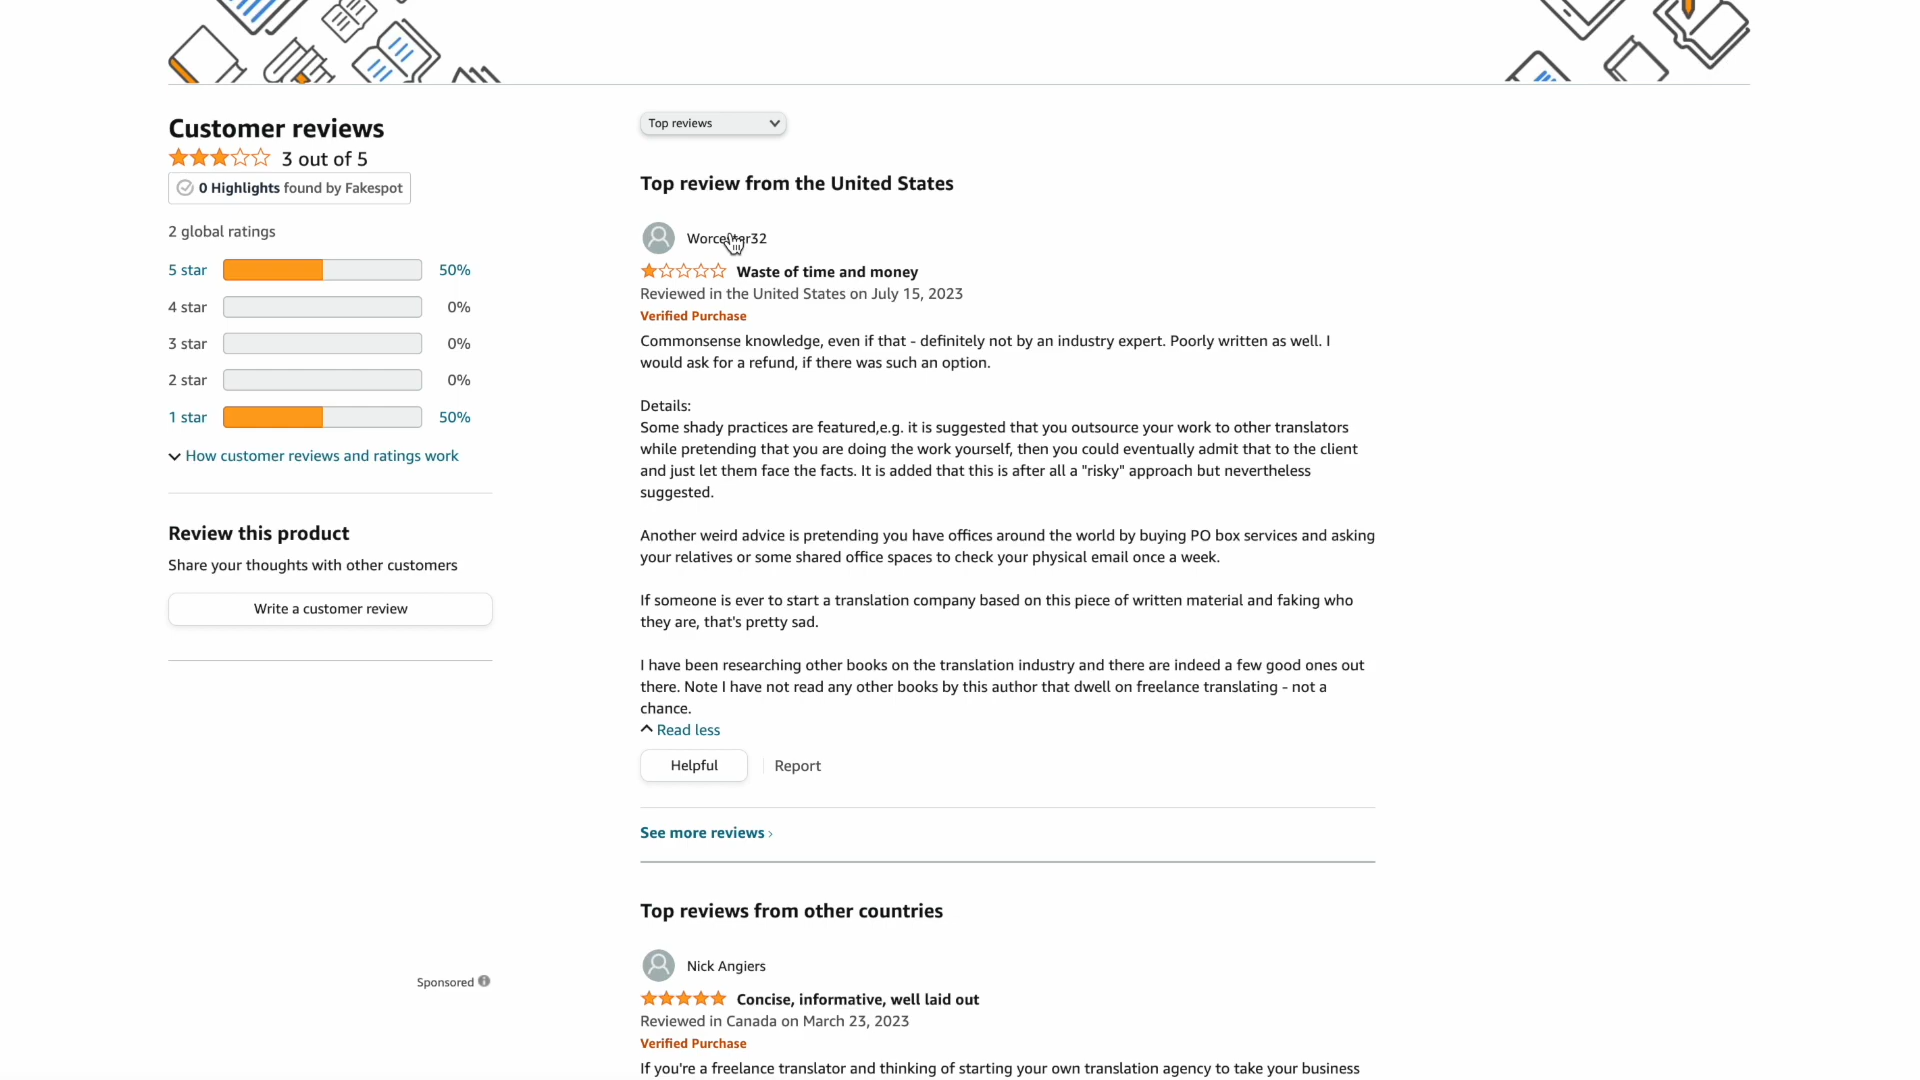 Customer reviews
3 out of 5
0 Highlights found by Fakespot
2 global ratings
5 star 50%
4 star 0%
3 star 0%
2 star 0%
1 star 50%
How customer reviews and ratings work
Review this product
Share your thoughts with other customers
Write a customer review
Sponsored
Top reviews
Top review from the United States
Waste of time and money
Reviewed in the United States on July 15, 2023
Verified Purchase
Commonsense knowledge, even if that - definitely not by an industry expert. Poorly written as well. I
would ask for a refund, if there was such an option.
Details:
Some shady practices are featured,e.g. it is suggested that you outsource your work to other translators
while pretending that you are doing the work yourself, then you could eventually admit that to the client
and just let them face the facts. It is added that this is after all a "risky" approach but nevertheless
suggested.
Another weird advice is pretending you have offices around the world by buying PO box services and asking
your relatives or some shared office spaces to check your physical email once a week.
If someone is ever to start a translation company based on this piece of written material and faking who
they are, that's pretty sad.
I have been researching other books on the translation industry and there are indeed a few good ones out
there. Note I have not read any other books by this author that dwell on freelance translating - not a
chance.
Read less
Helpful
Report
See more reviews ›
Top reviews from other countries
Nick Angiers
Concise, informative, well laid out
Reviewed in Canada on March 23, 2023
Verified Purchase
If you're a freelance translator and thinking of starting your own translation agency to take your business